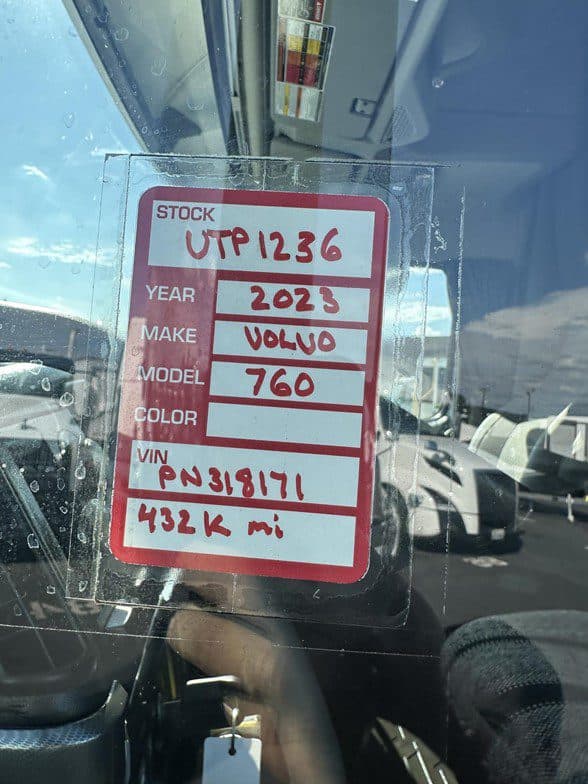 STOCK
UTP1236
YEAR 2023
MAKE VOLVO
MODEL 760
COLOR
VIN
PN318171
432K mi